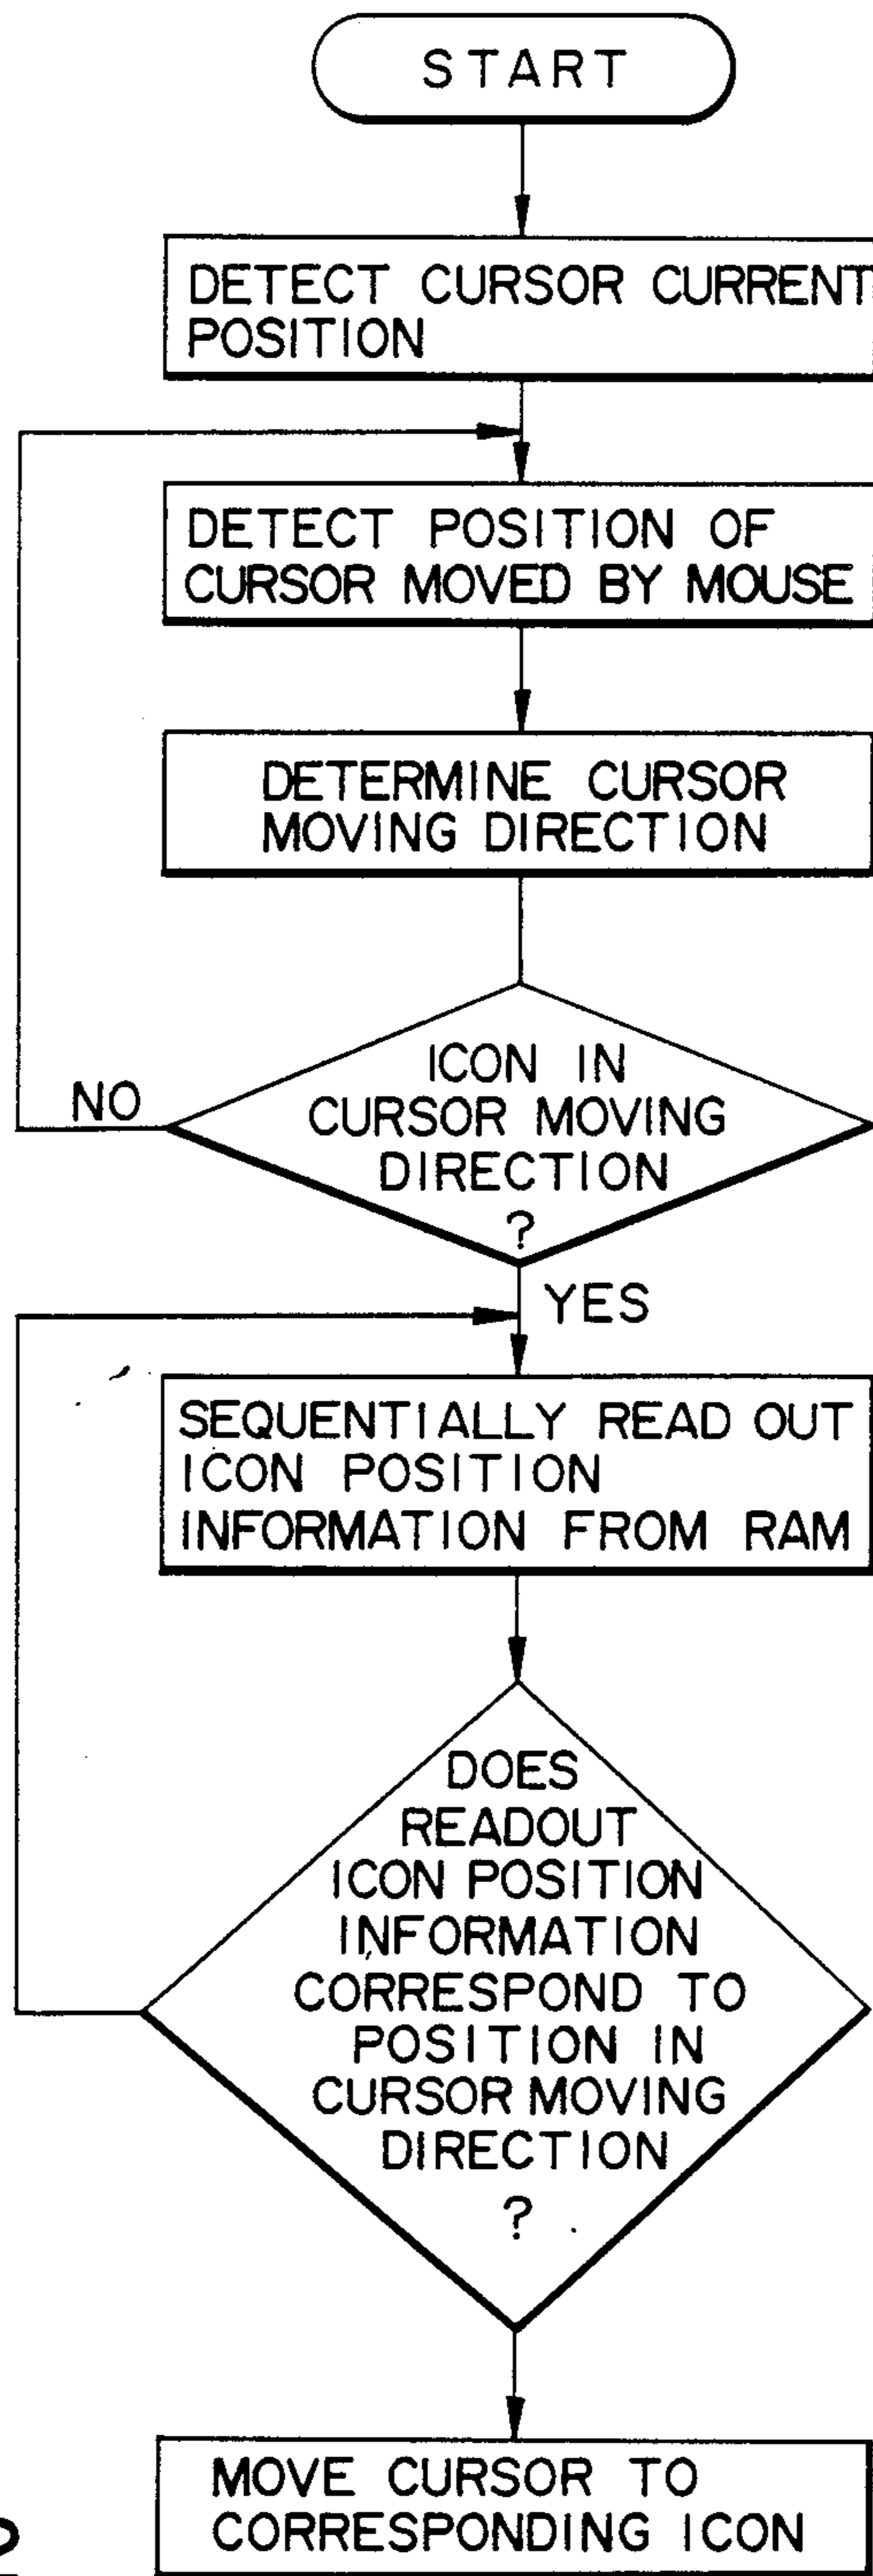 START
DETECT CURSOR CURRENT
POSITION
DETECT POSITION OF
CURSOR MOVED BY MOUSE
DETERMINE CURSOR
MOVING DIRECTION
ICON IN
CURSOR MOVING
DIRECTION
?
NO
YES
SEQUENTIALLY READ OUT
ICON POSITION
INFORMATION FROM RAM
DOES
READOUT
ICON POSITION
INFORMATION
CORRESPOND TO
POSITION IN
CURSOR MOVING
DIRECTION
?
MOVE CURSOR TO
CORRESPONDING ICON